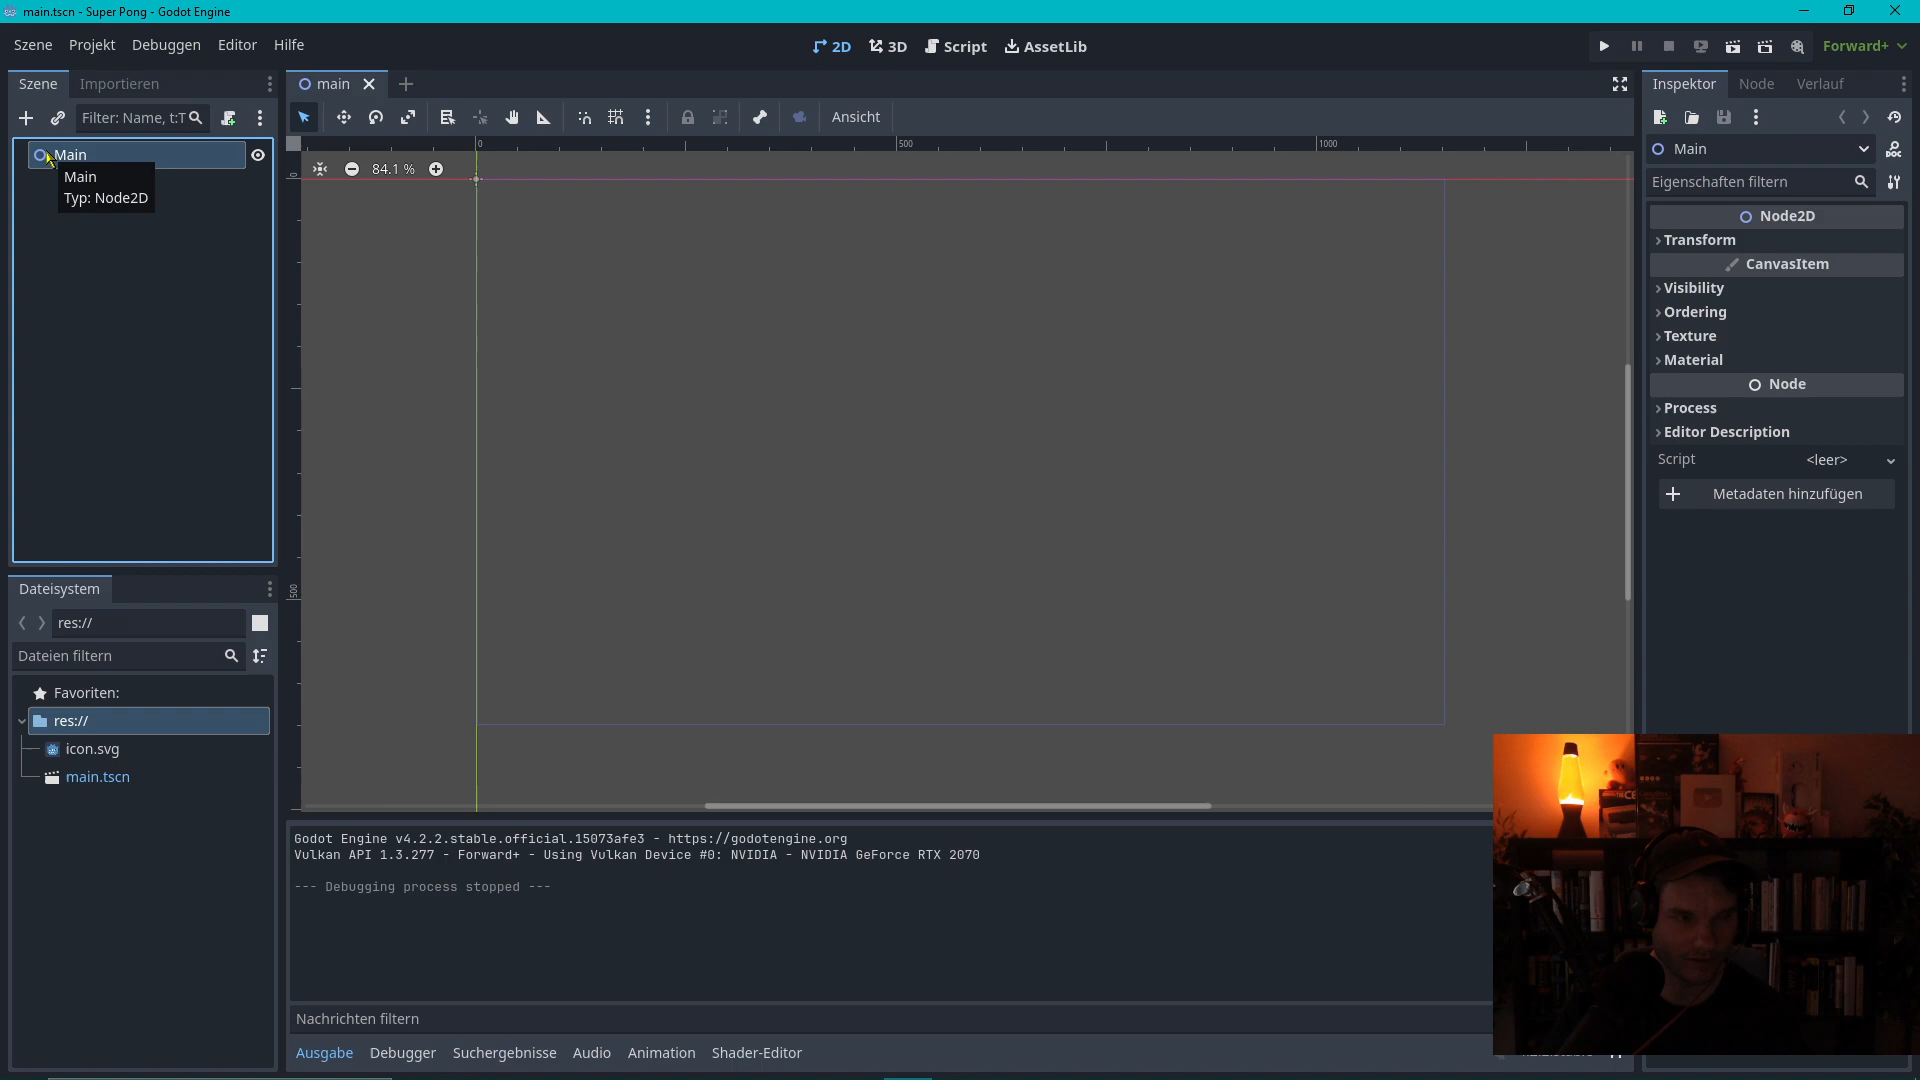 main.tscn - Super Pong - Godot Engine
Szene Projekt Debuggen Editor Hilfe
2D 3D Script AssetLib
Forward+
Szene Importieren
Filter: Name, t:T
Main
Main
Typ: Node2D
main
Ansicht
0 500 1000
84.1 %
0
500
Dateisystem
res://
Dateien filtern
Favoriten:
res://
icon.svg
main.tscn
Godot Engine v4.2.2.stable.official.15073afe3 - https://godotengine.org
Vulkan API 1.3.277 - Forward+ - Using Vulkan Device #0: NVIDIA - NVIDIA GeForce RTX 2070
--- Debugging process stopped ---
Nachrichten filtern
Ausgabe Debugger Suchergebnisse Audio Animation Shader-Editor
Inspektor Node Verlauf
Main
DOC
Eigenschaften filtern
Node2D
Transform
CanvasItem
Visibility
Ordering
Texture
Material
Node
Process
Editor Description
Script <leer>
Metadaten hinzufügen